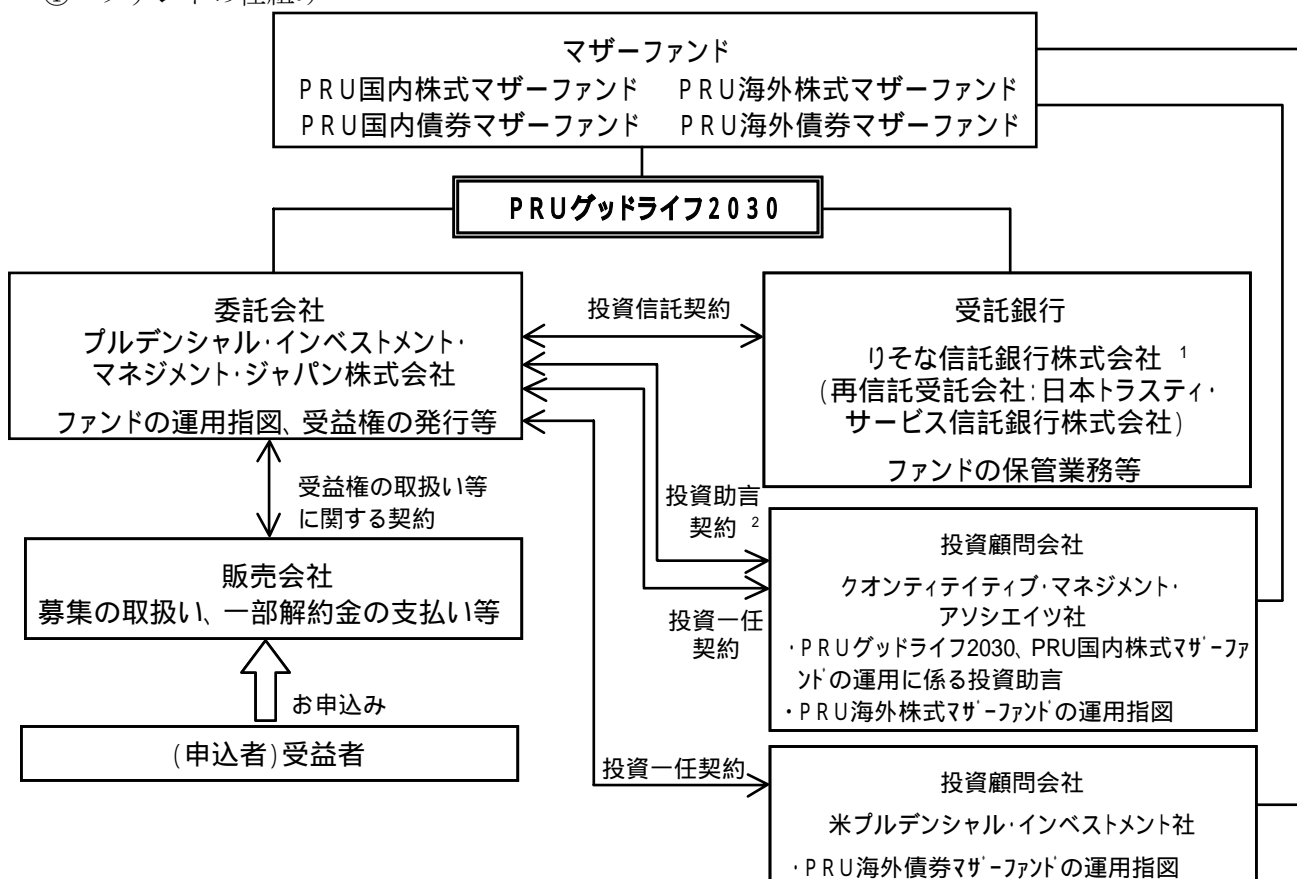 マザーファンド
PRU国内株式マザーファンド　PRU海外株式マザーファンド
PRU国内債券マザーファンド　PRU海外債券マザーファンド
PRUグッドライフ2030
委託会社
プルデンシャル・インベストメント・
マネジメント・ジャパン株式会社
ファンドの運用指図、受益権の発行等
投資信託契約
受託銀行
りそな信託銀行株式会社 1
(再信託受託会社:日本トラスティ・
サービス信託銀行株式会社)
ファンドの保管業務等
受益権の取扱い等
に関する契約
投資助言
契約 2
投資一任
契約
販売会社
募集の取扱い、一部解約金の支払い等
お申込み
(申込者)受益者
投資顧問会社
クオンティテイティブ・マネジメント・
アソシエイツ社
・PRUグッドライフ2030、PRU国内株式ﾏｻﾞｰﾌｧ
ﾝﾄﾞの運用に係る投資助言
・PRU海外株式ﾏｻﾞｰﾌｧﾝﾄﾞの運用指図
投資一任契約
投資顧問会社
米プルデンシャル・インベストメント社
・PRU海外債券ﾏｻﾞｰﾌｧﾝﾄﾞの運用指図